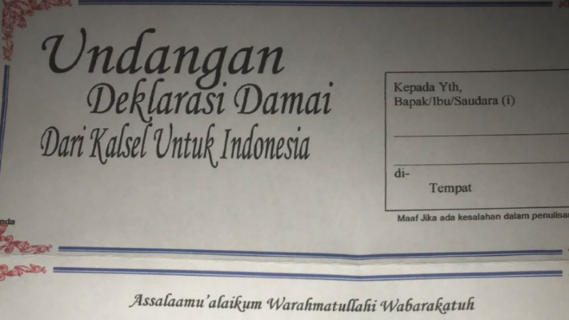 Undangan
Deklarasi Damai
Dari Kalsel Untuk Indonesia
Kepada Yth,
Bapak/Ibu/Saudara (i)
di-
Tempat
Maaf Jika ada kesalahan dalam penulisan
Assalaamu'alaikum Warahmatullahi Wabarakatuh